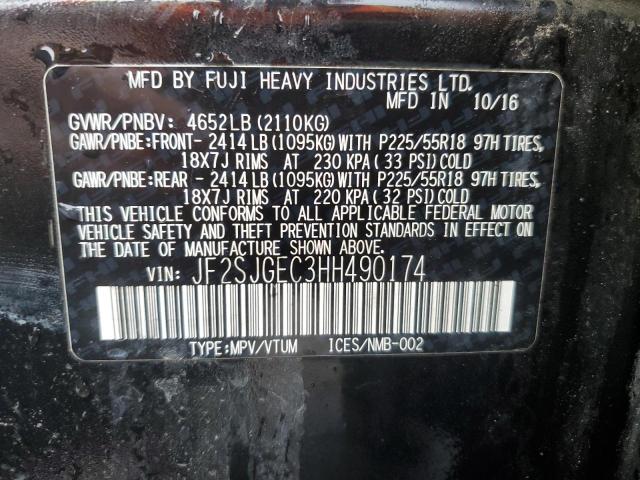 MFD BY FUJI HEAVY INDUSTRIES LTD.
MFD IN 10/16
GVWR/PNBV: 4652LB(2110KG)
GAWR/PNBE:FRONT- 2414LB(1095KG)WITH P225/55R18 97H TIRES,
18X7J RIMS AT 230 KPA(33 PSI)COLD
GAWR/PNBE:REAR - 2414LB(1095KG)WITH P225/55R18 97H TIRES,
18X7J RIMS AT 220 KPA(32 PSI)COLD
THIS VEHICLE CONFORMS TO ALL APPLICABLE FEDERAL MOTOR
VEHICLE SAFETY AND THEFT PREVENTION STANDARDS IN EFFECT
ON THE DATE OF MANUFACTURE SHOWN ABOVE.
VIN: JF2SJGEC3HH490174
TYPE:MPV/VTUM ICES/NMB-002